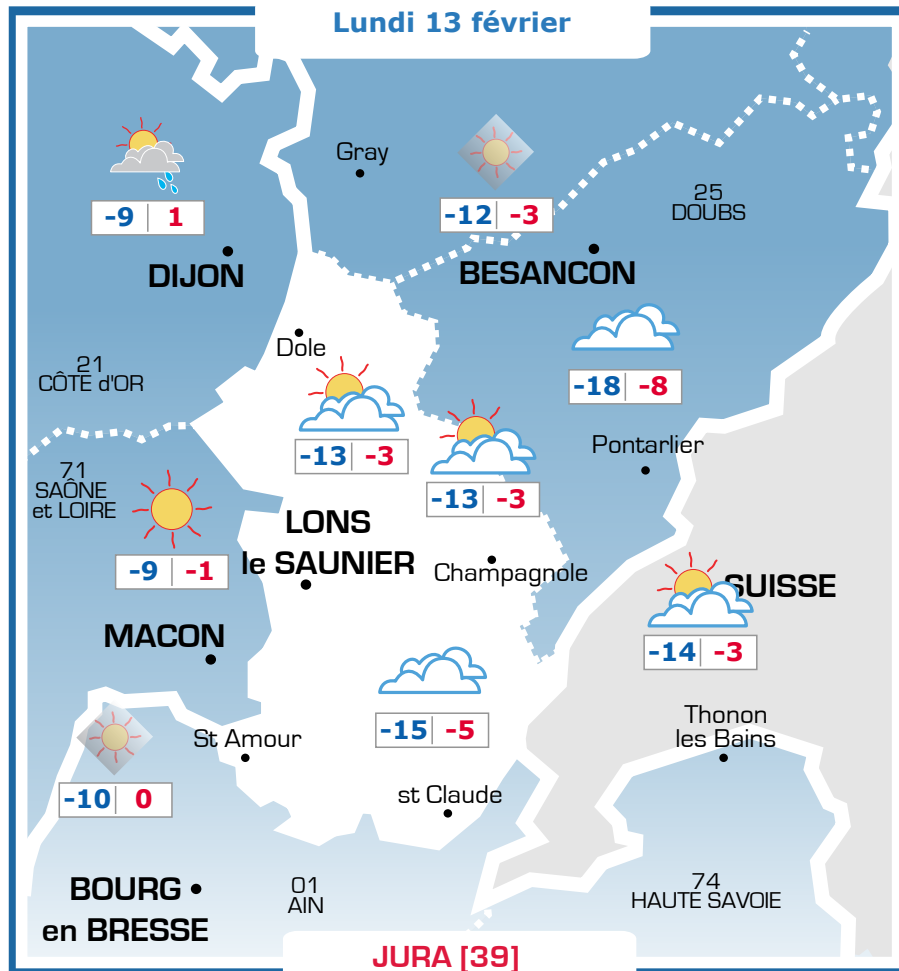 Lundi 13 février
Gray
-9 1
-12 -3
25
DOUBS
DIJON
BESANCON
Dole
21
CÔTE d'OR
-18 -8
-13 -3
Pontarlier
71
SAÔNE
et LOIRE
-13 -3
LONS
le SAUNIER
-9 -1
Champagnole
SUISSE
MACON
-14 -3
-15 -5
St Amour
Thonon
les Bains
-10 0
st Claude
BOURG
en BRESSE
01
AIN
74
HAUTE SAVOIE
JURA [39]